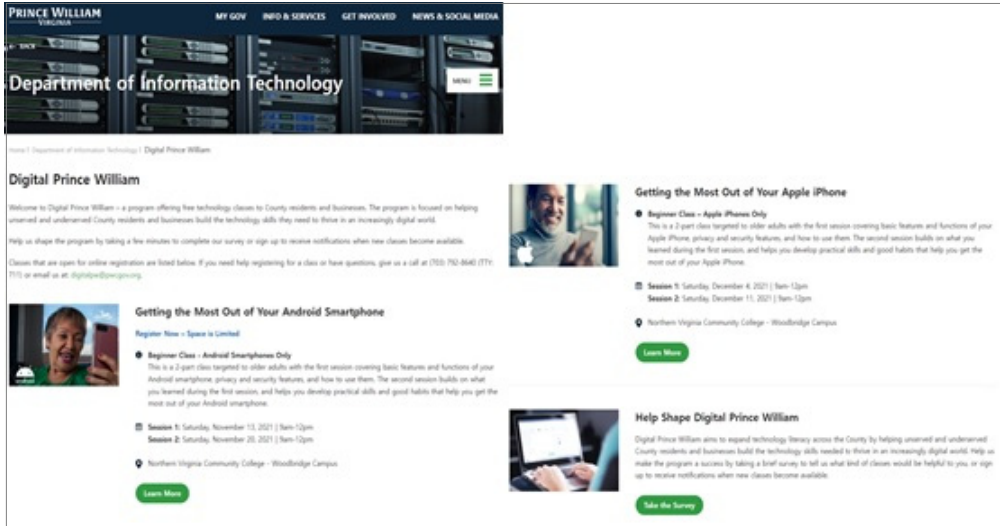 PRINCE WILLIAM
VIRGINIA
MY GOV INFO & SERVICES GET INVOLVED NEWS & SOCIAL MEDIA
← BACK
Department of Information Technology
MENU
Home | Department of Information Technology | Digital Prince William
Digital Prince William
Welcome to Digital Prince William – a program offering free technology classes to County residents and businesses. The program is focused on helping
unserved and underserved County residents and businesses build the technology skills they need to thrive in an increasingly digital world.
Help us shape the program by taking a few minutes to complete our survey or sign up to receive notifications when new classes become available.
Classes that are open for online registration are listed below. If you need help registering for a class or have questions, give us a call at (703) 792-8640 (TTY:
711) or email us at: digitalpw@pwcgov.org.
Getting the Most Out of Your Android Smartphone
Register Now – Space is Limited
Beginner Class - Android Smartphones Only
This is a 2-part class targeted to older adults with the first session covering basic features and functions of your
Android smartphone, privacy and security features, and how to use them. The second session builds on what
you learned during the first session, and helps you develop practical skills and good habits that help you get the
most out of your Android smartphone.
Session 1: Saturday, November 13, 2021 | 9am-12pm
Session 2: Saturday, November 20, 2021 | 9am-12pm
Northern Virginia Community College - Woodbridge Campus
Learn More
android
Getting the Most Out of Your Apple iPhone
Beginner Class – Apple iPhones Only
This is a 2-part class targeted to older adults with the first session covering basic features and functions of your
Apple iPhone, privacy and security features, and how to use them. The second session builds on what you
learned during the first session, and helps you develop practical skills and good habits that help you get the
most out of your Apple iPhone.
Session 1: Saturday, December 4, 2021 | 9am-12pm
Session 2: Saturday, December 11, 2021 | 9am-12pm
Northern Virginia Community College - Woodbridge Campus
Learn More
Help Shape Digital Prince William
Digital Prince William aims to expand technology literacy across the County by helping unserved and underserved
County residents and businesses build the technology skills needed to thrive in an increasingly digital world. Help us
make the program a success by taking a brief survey to tell us what kind of classes would be helpful to you, or sign
up to receive notifications when new classes become available.
Take the Survey